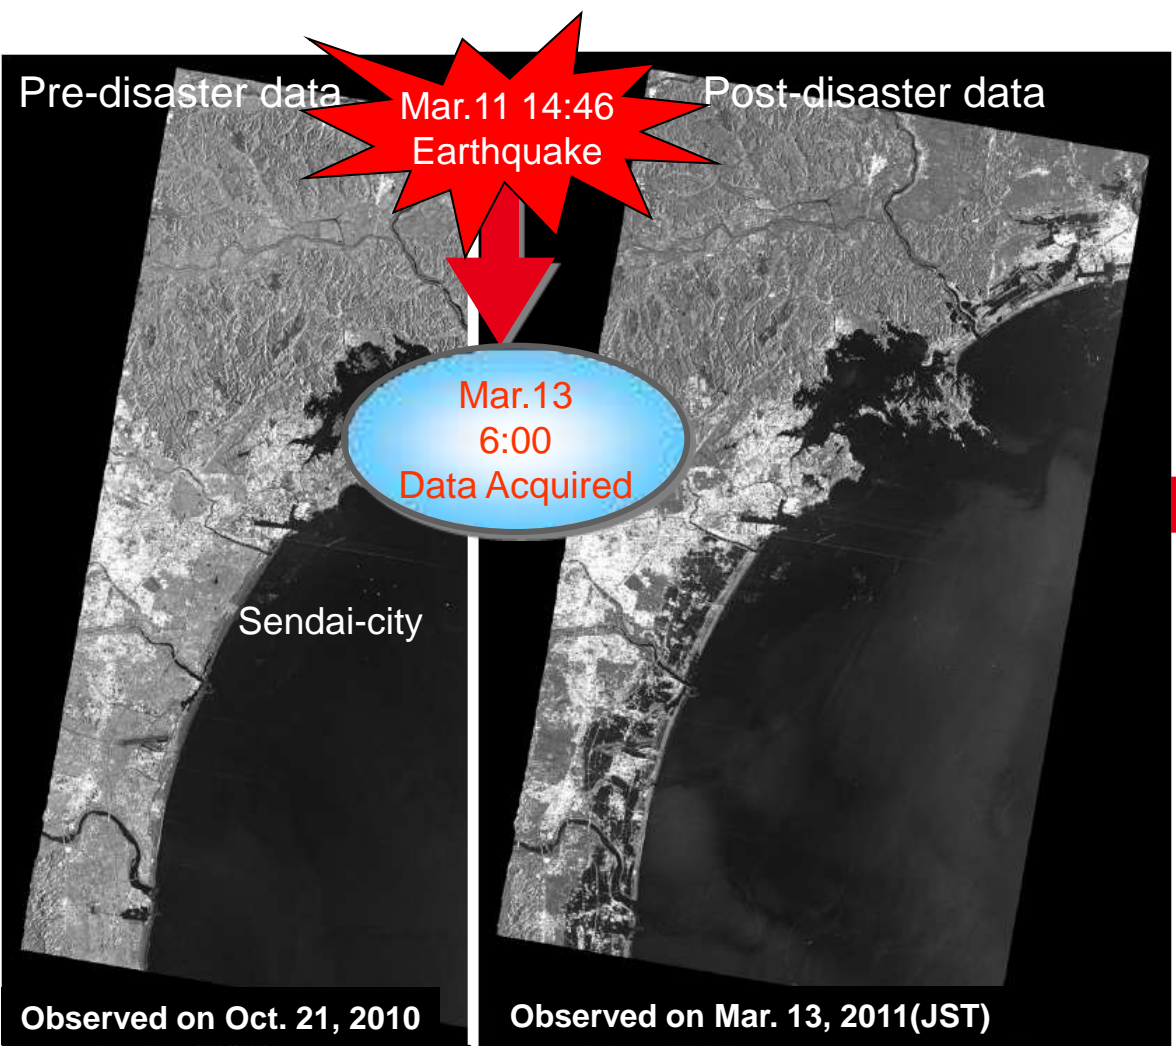 Pre-disaster data
Mar.11 14:46
Earthquake
Post-disaster data
Mar.13
6:00
Data Acquired
Sendai-city
Observed on Oct. 21, 2010
Observed on Mar. 13, 2011(JST)